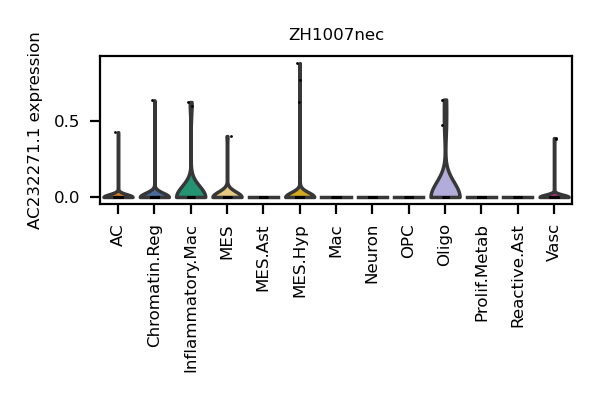 ZH1007nec
AC232271.1 expression
0.5
0.0
AC
Chromatin.Reg
Inflammatory.Mac
MES
MES.Ast
MES.Hyp
Mac
Neuron
OPC
Oligo
Prolif.Metab
Reactive.Ast
Vasc